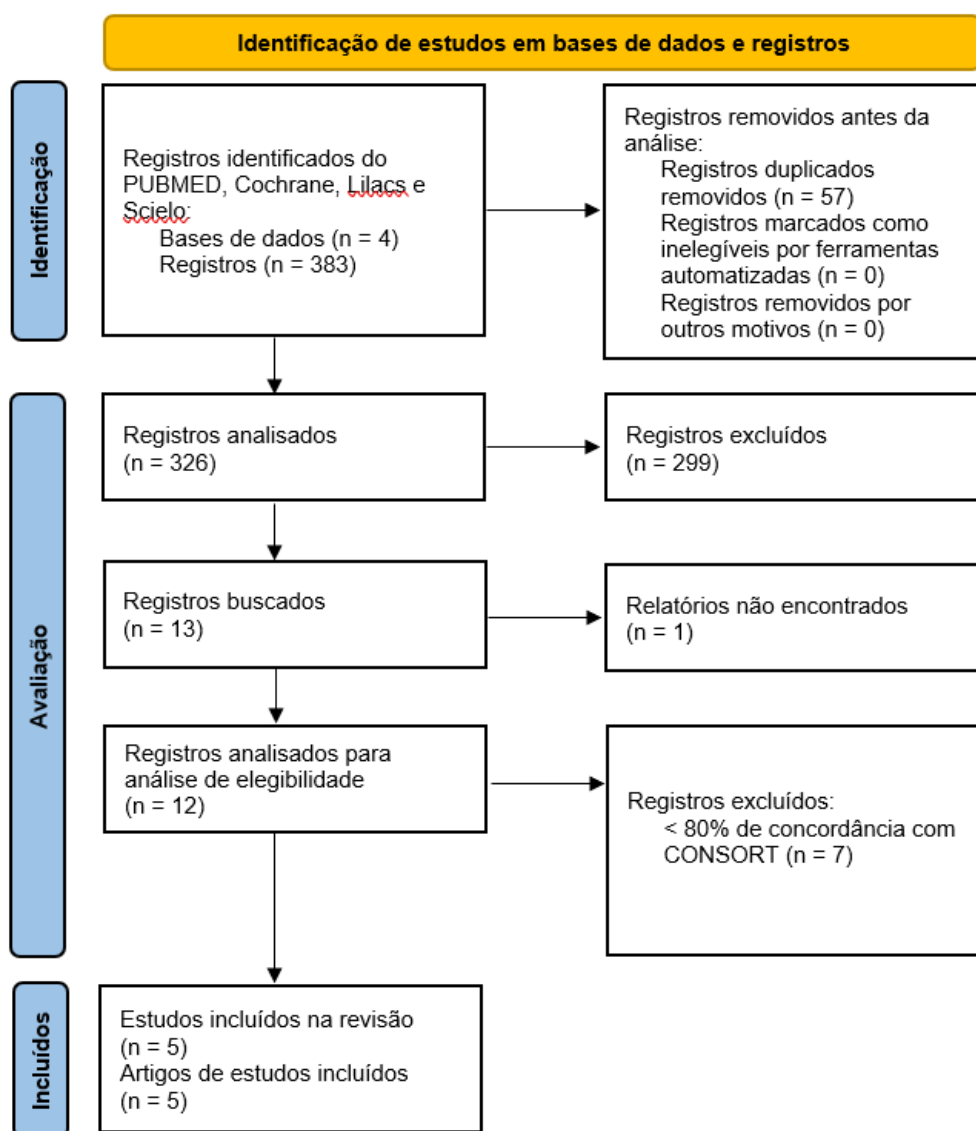 Identificação de estudos em bases de dados e registros
Identificação
Registros identificados do
PUBMED, Cochrane, Lilacs e
Scielo:
Bases de dados (n = 4)
Registros (n = 383)
Registros removidos antes da
análise:
Registros duplicados
removidos (n = 57)
Registros marcados como
inelegíveis por ferramentas
automatizadas (n = 0)
Registros removidos por
outros motivos (n = 0)
Avaliação
Registros analisados
(n = 326)
Registros excluídos
(n = 299)
Registros buscados
(n = 13)
Relatórios não encontrados
(n = 1)
Registros analisados para
análise de elegibilidade
(n = 12)
Registros excluídos:
< 80% de concordância com
CONSORT (n = 7)
Incluídos
Estudos incluídos na revisão
(n = 5)
Artigos de estudos incluídos
(n = 5)